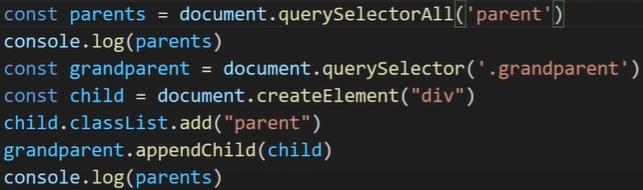 const parents = document.querySelectorAll('parent')
console.log(parents)
const grandparent = document.querySelector('.grandparent')
const child = document.createElement("div")
child.classList.add("parent")
grandparent.appendChild(child)
console.log(parents)